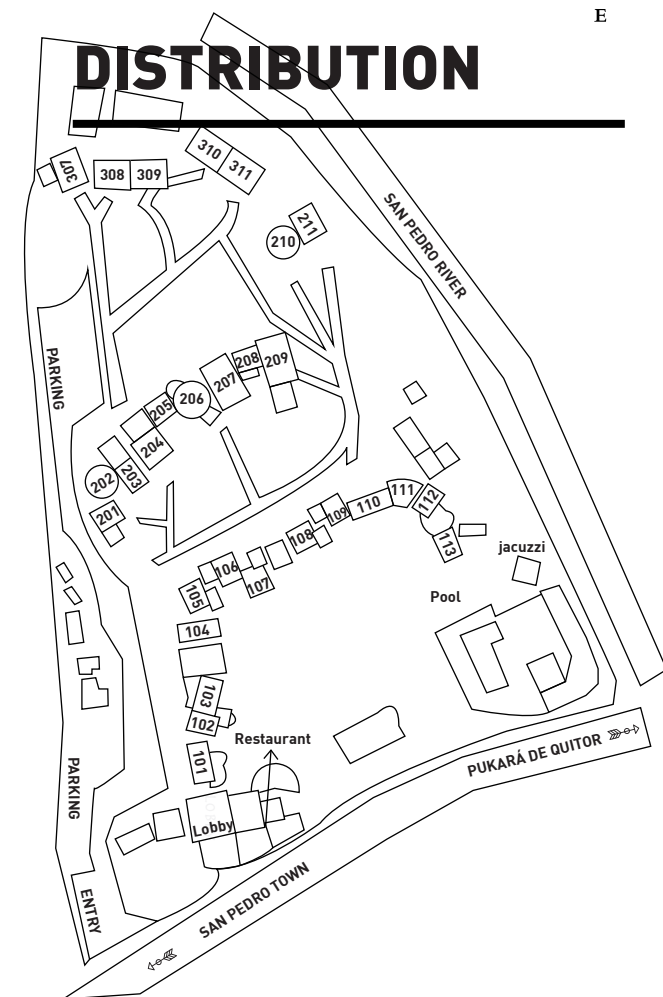 E
DISTRIBUTION
310
311
307
308
309
SAN PEDRO RIVER
211
210
PARKING
208
209
207
206
205
204
203
202
201
111
112
110
109
113
108
jacuzzi
106
107
105
Pool
104
103
102
Restaurant
101
PUKARÁ DE QUITOR
PARKING
Lobby
ENTRY
SAN PEDRO TOWN